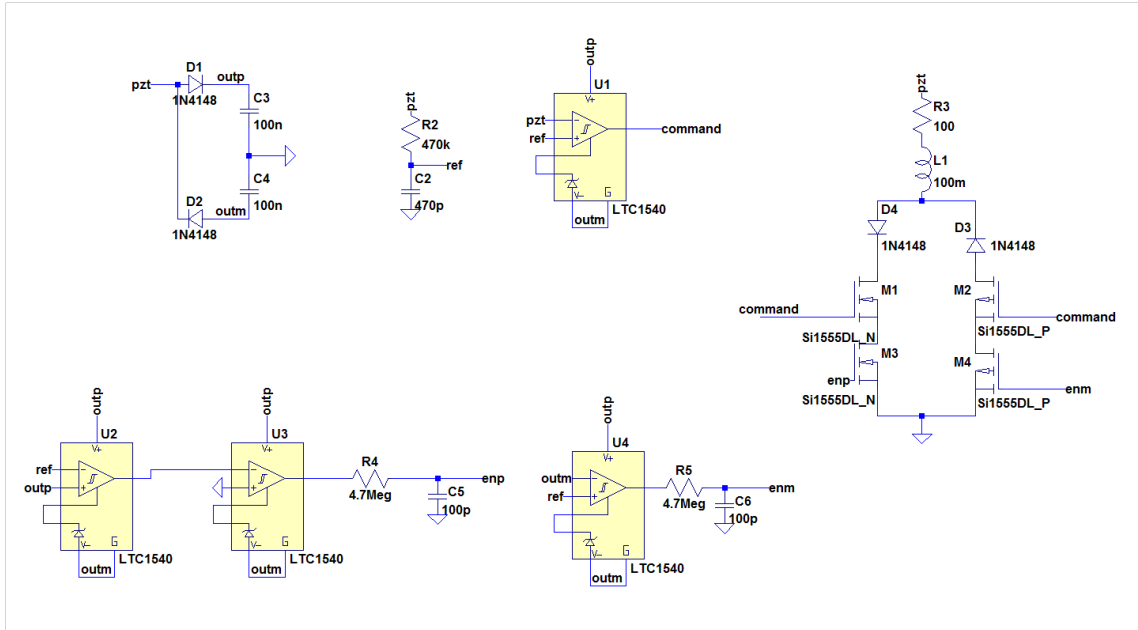 D1
outp
pzt
1N4148
C3
100n
C4
100n
D2
outm
1N4148
pzt
R2
470k
ref
C2
470p
outp
U1
V+
pzt
ref
command
V-
G
LTC1540
outm
pzt
R3
100
L1
100m
D4
1N4148
D3
1N4148
M1
command
Si1555DL_N
M2
command
Si1555DL_P
M3
enp
Si1555DL_N
M4
enm
Si1555DL_P
outp
U2
V+
ref
outp
V-
G
LTC1540
outm
outp
U3
V+
V-
G
LTC1540
outm
R4
4.7Meg
enp
C5
100p
outp
U4
V+
outm
ref
V-
G
LTC1540
outm
R5
4.7Meg
enm
C6
100p